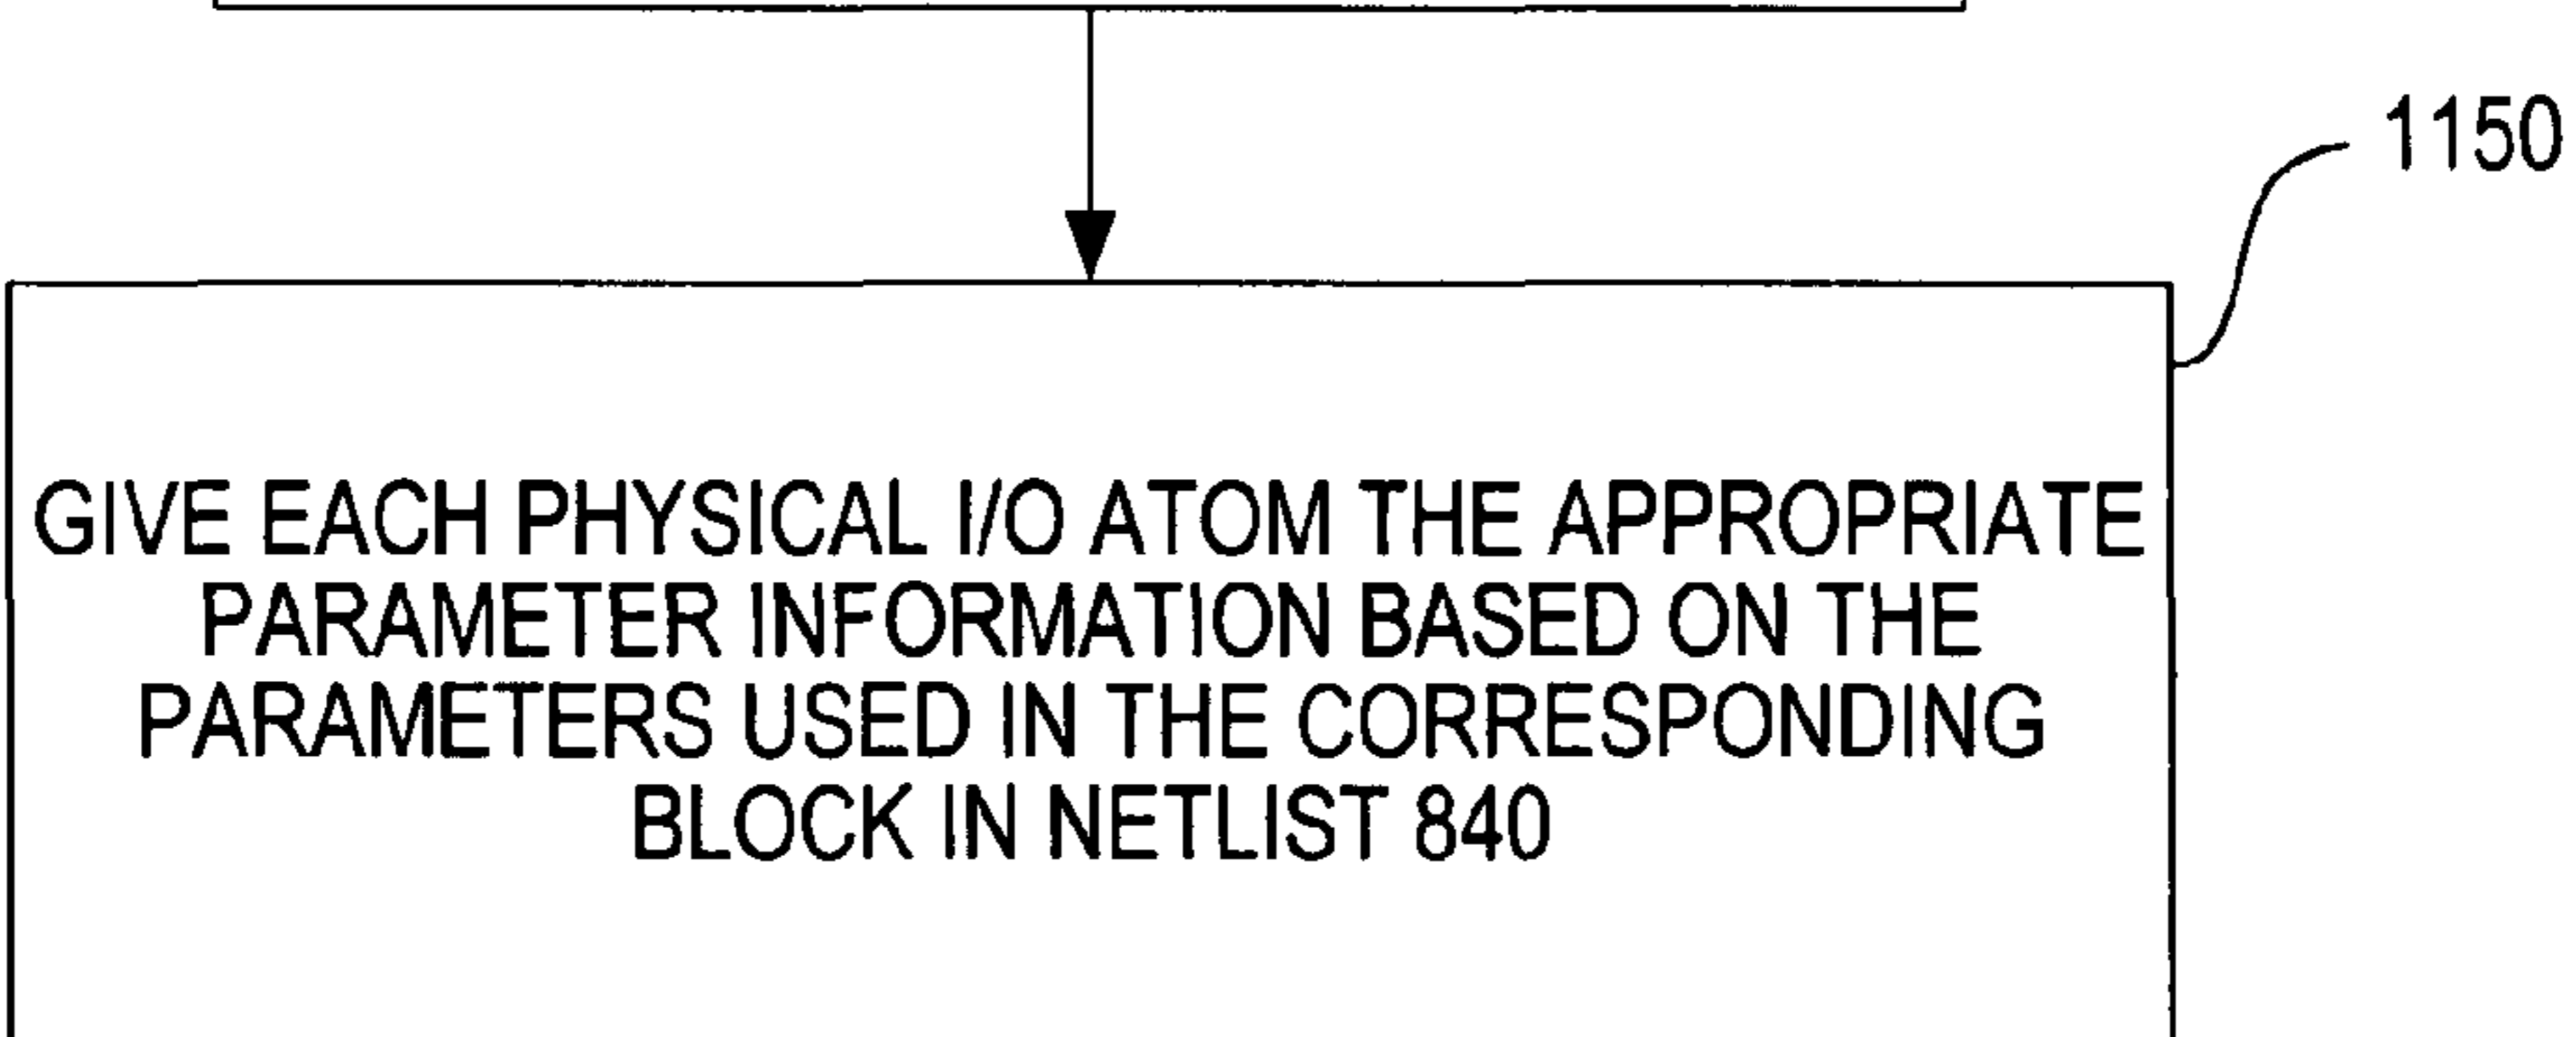 1150
GIVE EACH PHYSICAL I/O ATOM THE APPROPRIATE
PARAMETER INFORMATION BASED ON THE
PARAMETERS USED IN THE CORRESPONDING
BLOCK IN NETLIST 840